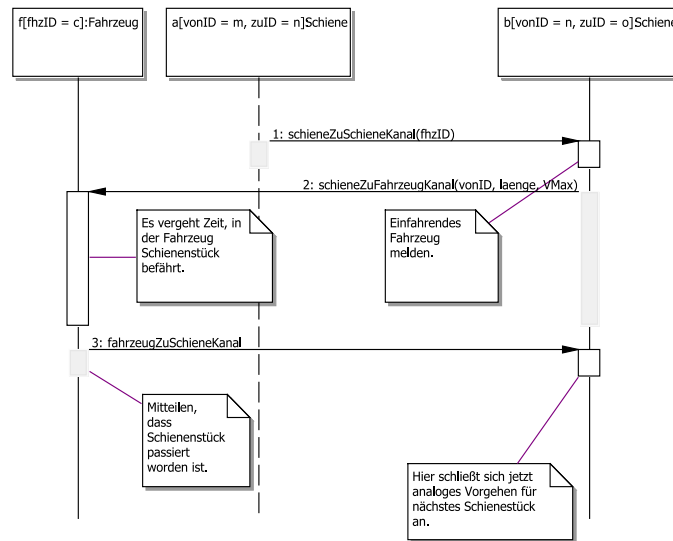 f[fhzID = c]:Fahrzeug
a[vonID = m, zuID = n]Schiene
b[vonID = n, zuID = o]Schiene
1: schieneZuSchieneKanal(fhzID)
2: schieneZuFahrzeugKanal(vonID, laenge, VMax)
Es vergeht Zeit, in
der Fahrzeug
Schienenstück
befährt.
Einfahrendes
Fahrzeug
melden.
3: fahrzeugZuSchieneKanal
Mitteilen,
dass
Schienenstück
passiert
worden ist.
Hier schließt sich jetzt
analoges Vorgehen für
nächstes Schienestück
an.